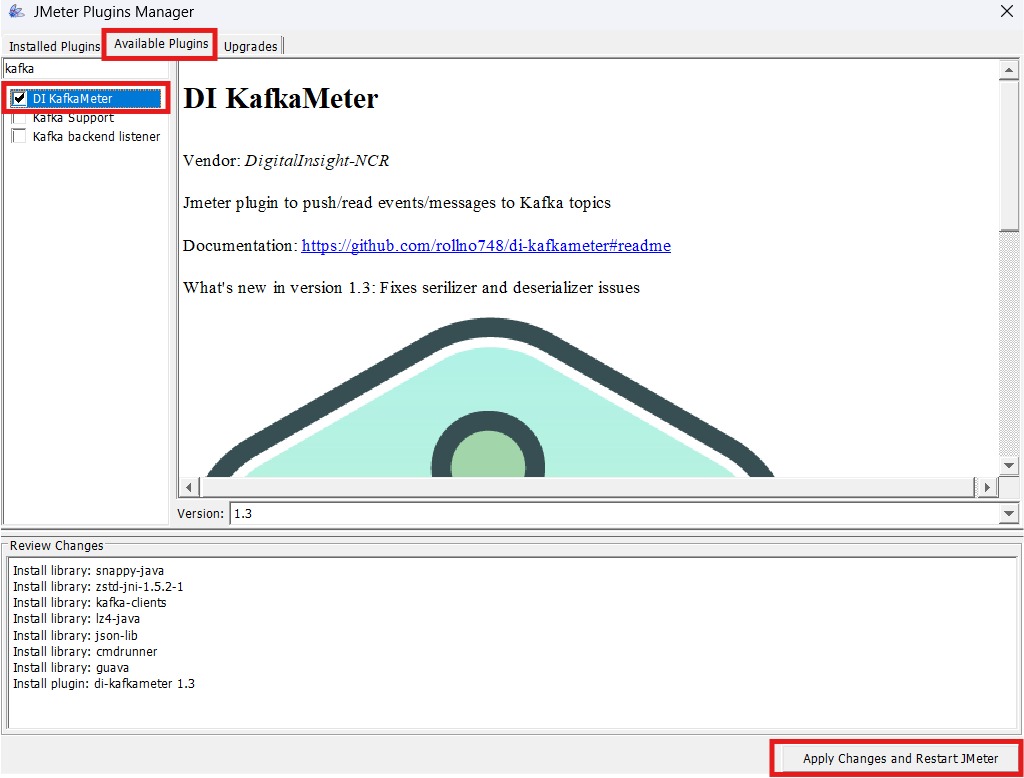 JMeter Plugins Manager
Installed Plugins Available Plugins Upgrades
kafka
DI KafkaMeter
Kafka Support
Kafka backend listener
DI KafkaMeter
Vendor: DigitalInsight-NCR
Jmeter plugin to push/read events/messages to Kafka topics
Documentation: https://github.com/rollno748/di-kafkameter#readme
What's new in version 1.3: Fixes serilizer and deserializer issues
Version: 1.3
Review Changes
Install library: snappy-java
Install library: zstd-jni-1.5.2-1
Install library: kafka-clients
Install library: lz4-java
Install library: json-lib
Install library: cmdrunner
Install library: guava
Install plugin: di-kafkameter 1.3
Apply Changes and Restart JMeter